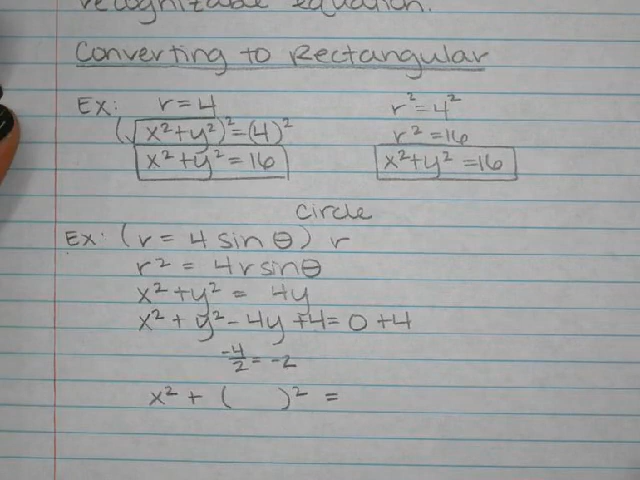 recognizable equation.
Converting to Rectangular
Ex: r = 4 r² = 4²
(√x²+y²)² = (4)² r² = 16
x²+y² = 16 x²+y² = 16
circle
Ex: (r = 4 sin θ) r
r² = 4r sin θ
x² + y² = 4y
x² + y² - 4y + 4 = 0 + 4
-4/2 = -2
x² + ( )² =